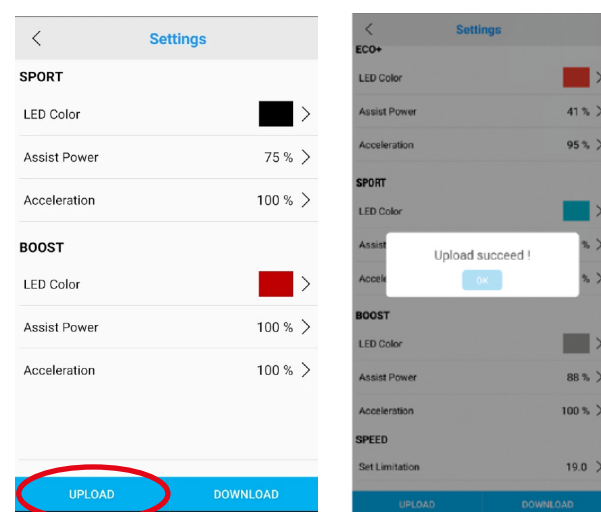 Settings
SPORT
LED Color
Assist Power 75 %
Acceleration 100 %
BOOST
LED Color
Assist Power 100 %
Acceleration 100 %
UPLOAD DOWNLOAD
Settings
ECO+
LED Color
Assist Power 41 %
Acceleration 95 %
SPORT
LED Color
Assist %
Upload succeed !
Accele %
OK
BOOST
LED Color
Assist Power 88 %
Acceleration 100 %
SPEED
Set Limitation 19.0
UPLOAD DOWNLOAD